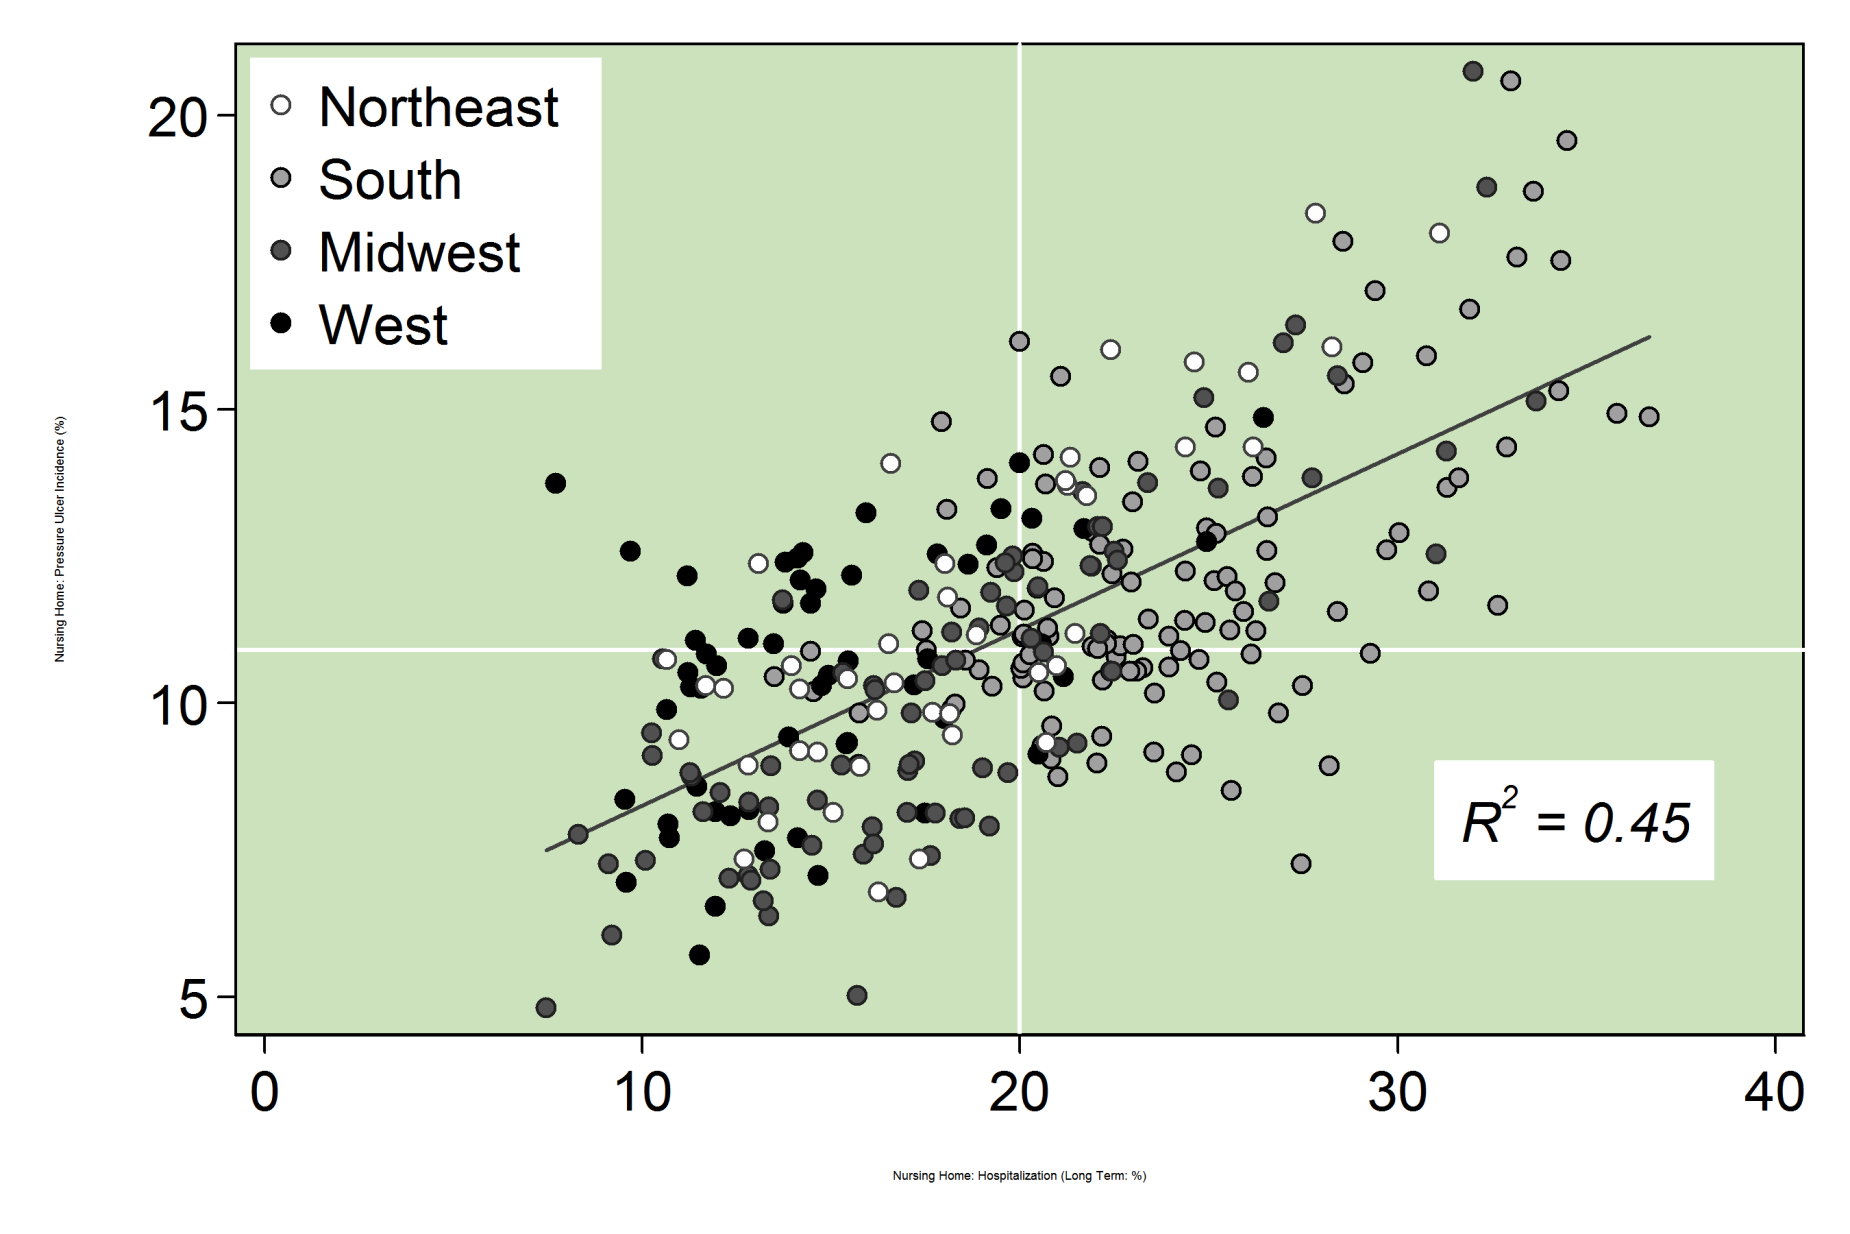 Northeast
South
Midwest
West
20
15
10
5
Nursing Home: Pressure Ulcer Incidence (%)
R² = 0.45
0 10 20 30 40
Nursing Home: Hospitalization (Long Term: %)